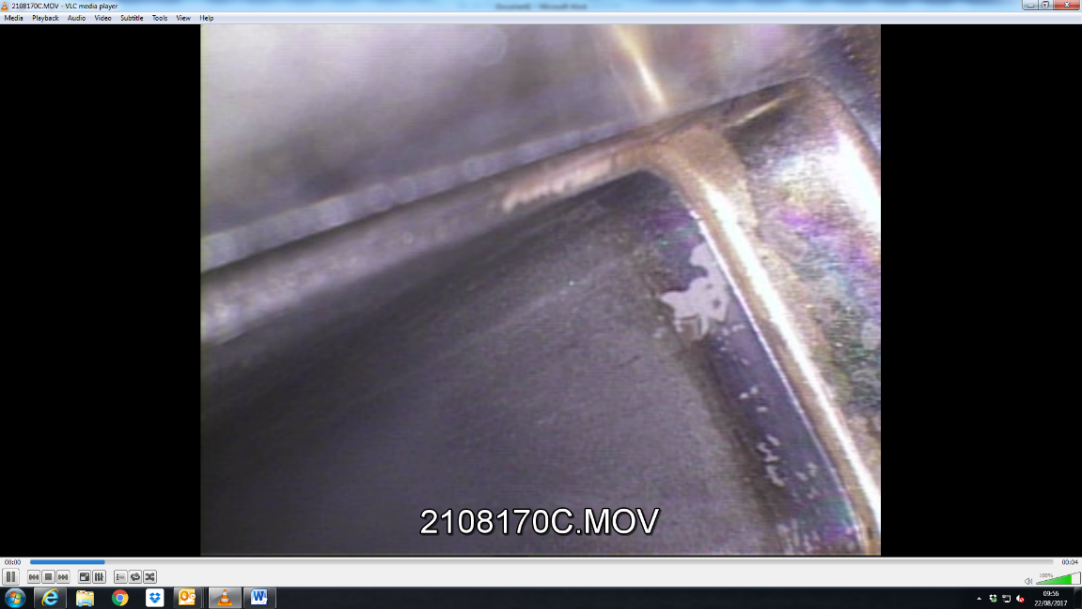 2108170C.MOV - VLC media player
Media Playback Audio Video Subtitle Tools View Help
2108170C.MOV
00:00
00:04
100%
09:56
22/08/2017